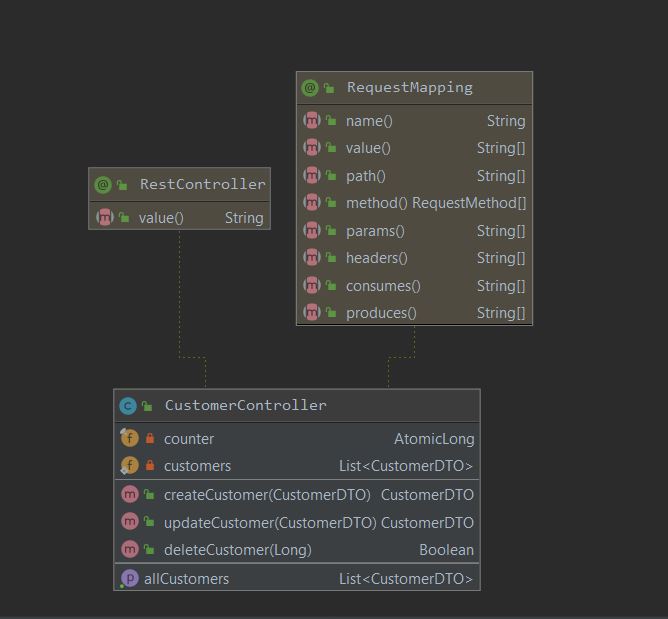 RequestMapping
name() String
value() String[]
path() String[]
method() RequestMethod[]
params() String[]
headers() String[]
consumes() String[]
produces() String[]
RestController
value() String
CustomerController
counter AtomicLong
customers List<CustomerDTO>
createCustomer(CustomerDTO) CustomerDTO
updateCustomer(CustomerDTO) CustomerDTO
deleteCustomer(Long) Boolean
allCustomers List<CustomerDTO>